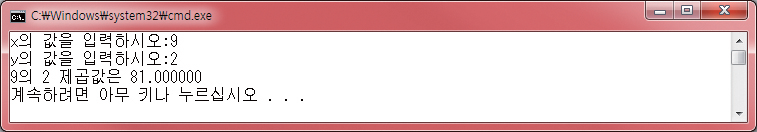 C:₩Windows₩system32₩cmd.exe
x의 값을 입력하시오:9
y의 값을 입력하시오:2
9의 2 제곱값은 81.000000
계속하려면 아무 키나 누르십시오 . . .